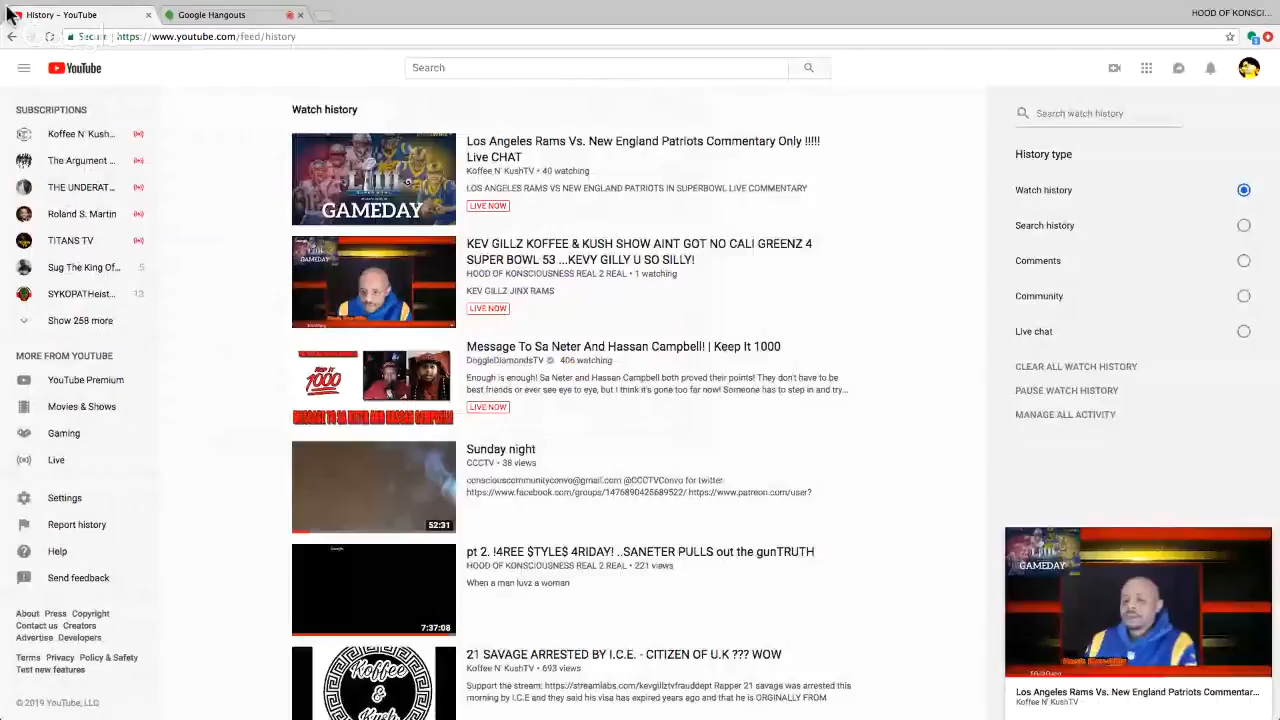 History - YouTube
Google Hangouts
HOOD OF KONSCI...
Secure
https://www.youtube.com/feed/history
YouTube
Search
SUBSCRIPTIONS
Koffee N' Kush...
The Argument ...
THE UNDERAT...
Roland S. Martin
TITANS TV
Sug The King Of... 5
SYKOPATHeist...
Show 258 more
MORE FROM YOUTUBE
YouTube Premium
Movies & Shows
Gaming
Live
Settings
Report history
Help
Send feedback
About Press Copyright
Contact us Creators
Advertise Developers
Terms Privacy Policy & Safety
Test new features
© 2019 YouTube, LLC
Watch history
GAMEDAY
Los Angeles Rams Vs. New England Patriots Commentary Only !!!!!
Live CHAT
Koffee N' KushTV • 40 watching
LOS ANGELES RAMS VS NEW ENGLAND PATRIOTS IN SUPERBOWL LIVE COMMENTARY
LIVE NOW
GAMEDAY
KEV GILLZ KOFFEE & KUSH SHOW AINT GOT NO CALI GREENZ 4
SUPER BOWL 53 ...KEVY GILLY U SO SILLY!
HOOD OF KONSCIOUSNESS REAL 2 REAL • 1 watching
KEV GILLZ JINX RAMS
LIVE NOW
KEEP IT
1000
MESSAGE TO SA NETER AND HASSAN CAMPBELL
Message To Sa Neter And Hassan Campbell! | Keep It 1000
DoggieDiamondsTV • 406 watching
Enough is enough! Sa Neter and Hassan Campbell both proved their points! They don't have to be
best friends or ever see eye to eye, but I think it's gone too far now! Someone has to step in and try...
LIVE NOW
52:31
Sunday night
CCCTV • 38 views
consciouscommunityconvo@gmail.com @CCCTVConvo for twitter
https://www.facebook.com/groups/1476890425689522/ https://www.patreon.com/user?
Google
7:37:08
pt 2. !4REE $TYLE$ 4RIDAY! ..SANETER PULLS out the gunTRUTH
HOOD OF KONSCIOUSNESS REAL 2 REAL • 221 views
When a man luvz a woman
Koffee
&
Kush
21 SAVAGE ARRESTED BY I.C.E. - CITIZEN OF U.K ??? WOW
Koffee N' KushTV • 693 views
Support the stream: https://streamlabs.com/kevgillztvfrauddept Rapper 21 savage was arrested this
morning by I.C.E and they said his visa has expired years ago and that he is ORGINALLY FROM
Search watch history
History type
Watch history
Search history
Comments
Community
Live chat
CLEAR ALL WATCH HISTORY
PAUSE WATCH HISTORY
MANAGE ALL ACTIVITY
GAMEDAY
Los Angeles Rams Vs. New England Patriots Commentar...
Koffee N' KushTV